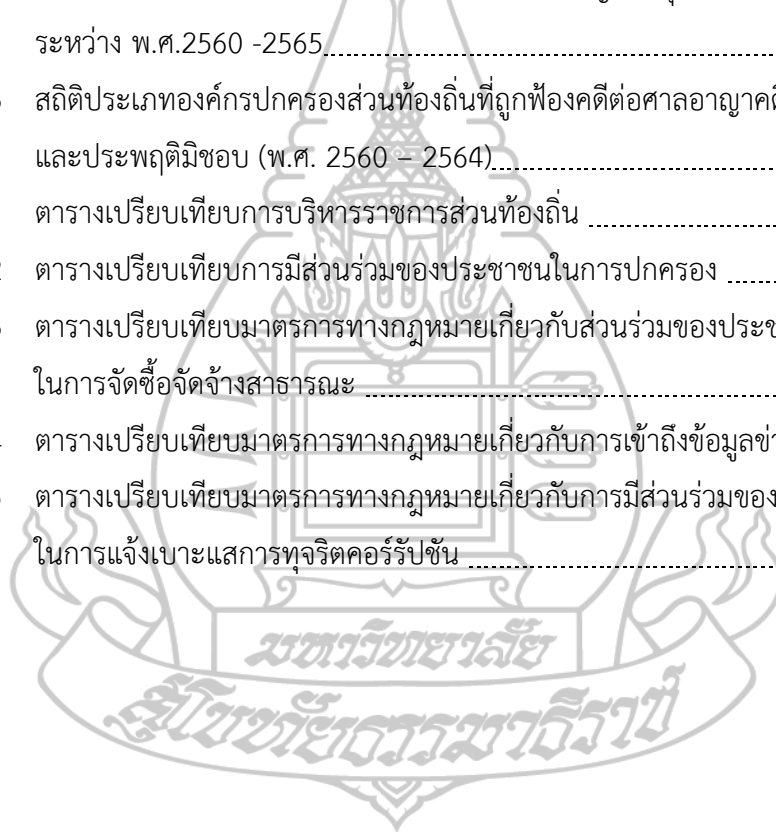 ระหว่าง พ.ศ.2560 -2565
สถิติประเภทองค์กรปกครองส่วนท้องถิ่นที่ถูกฟ้องคดีต่อศาลอาญาคดี
และประพฤติมิชอบ (พ.ศ. 2560 – 2564)
ตารางเปรียบเทียบการบริหารราชการส่วนท้องถิ่น
ตารางเปรียบเทียบการมีส่วนร่วมของประชาชนในการปกครอง
ตารางเปรียบเทียบมาตรการทางกฎหมายเกี่ยวกับส่วนร่วมของประช
ในการจัดซื้อจัดจ้างสาธารณะ
ตารางเปรียบเทียบมาตรการทางกฎหมายเกี่ยวกับการเข้าถึงข้อมูลข่า
ตารางเปรียบเทียบมาตรการทางกฎหมายเกี่ยวกับการมีส่วนร่วมของ
ในการแจ้งเบาะแสการทุจริตคอร์รัปชัน
มหาวิทยาลัย
สุโขทัยธรรมาธิราช